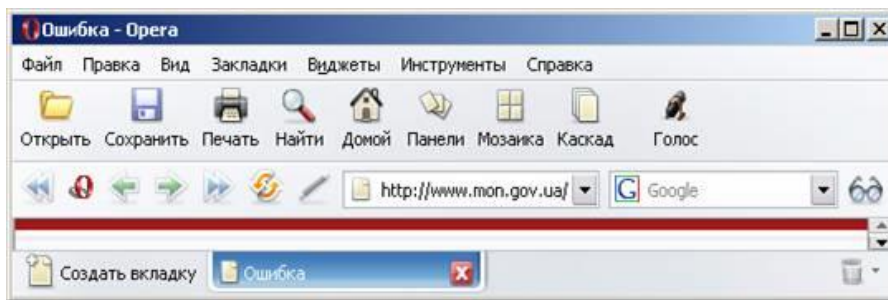 Ошибка - Opera
Файл Правка Вид Закладки Виджеты Инструменты Справка
Открыть Сохранить Печать Найти Домой Панели Мозаика Каскад Голос
http://www.mon.gov.ua/ G Google
Создать вкладку Ошибка